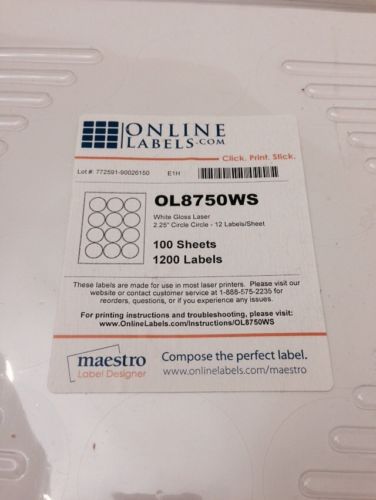 ONLINE
LABELS.COM
Click. Print. Stick.
Lot #: 772591-90026150 E1H
OL8750WS
White Gloss Laser
2.25" Circle Circle - 12 Labels/Sheet
100 Sheets
1200 Labels
These labels are made for use in most laser printers. Please visit our
website or contact customer service at 1-888-575-2235 for
reorders, questions, or if you experience any issues.
For printing instructions and troubleshooting, please visit:
www.OnlineLabels.com/Instructions/OL8750WS
maestro
Label Designer
Compose the perfect label.
www.onlinelabels.com/maestro